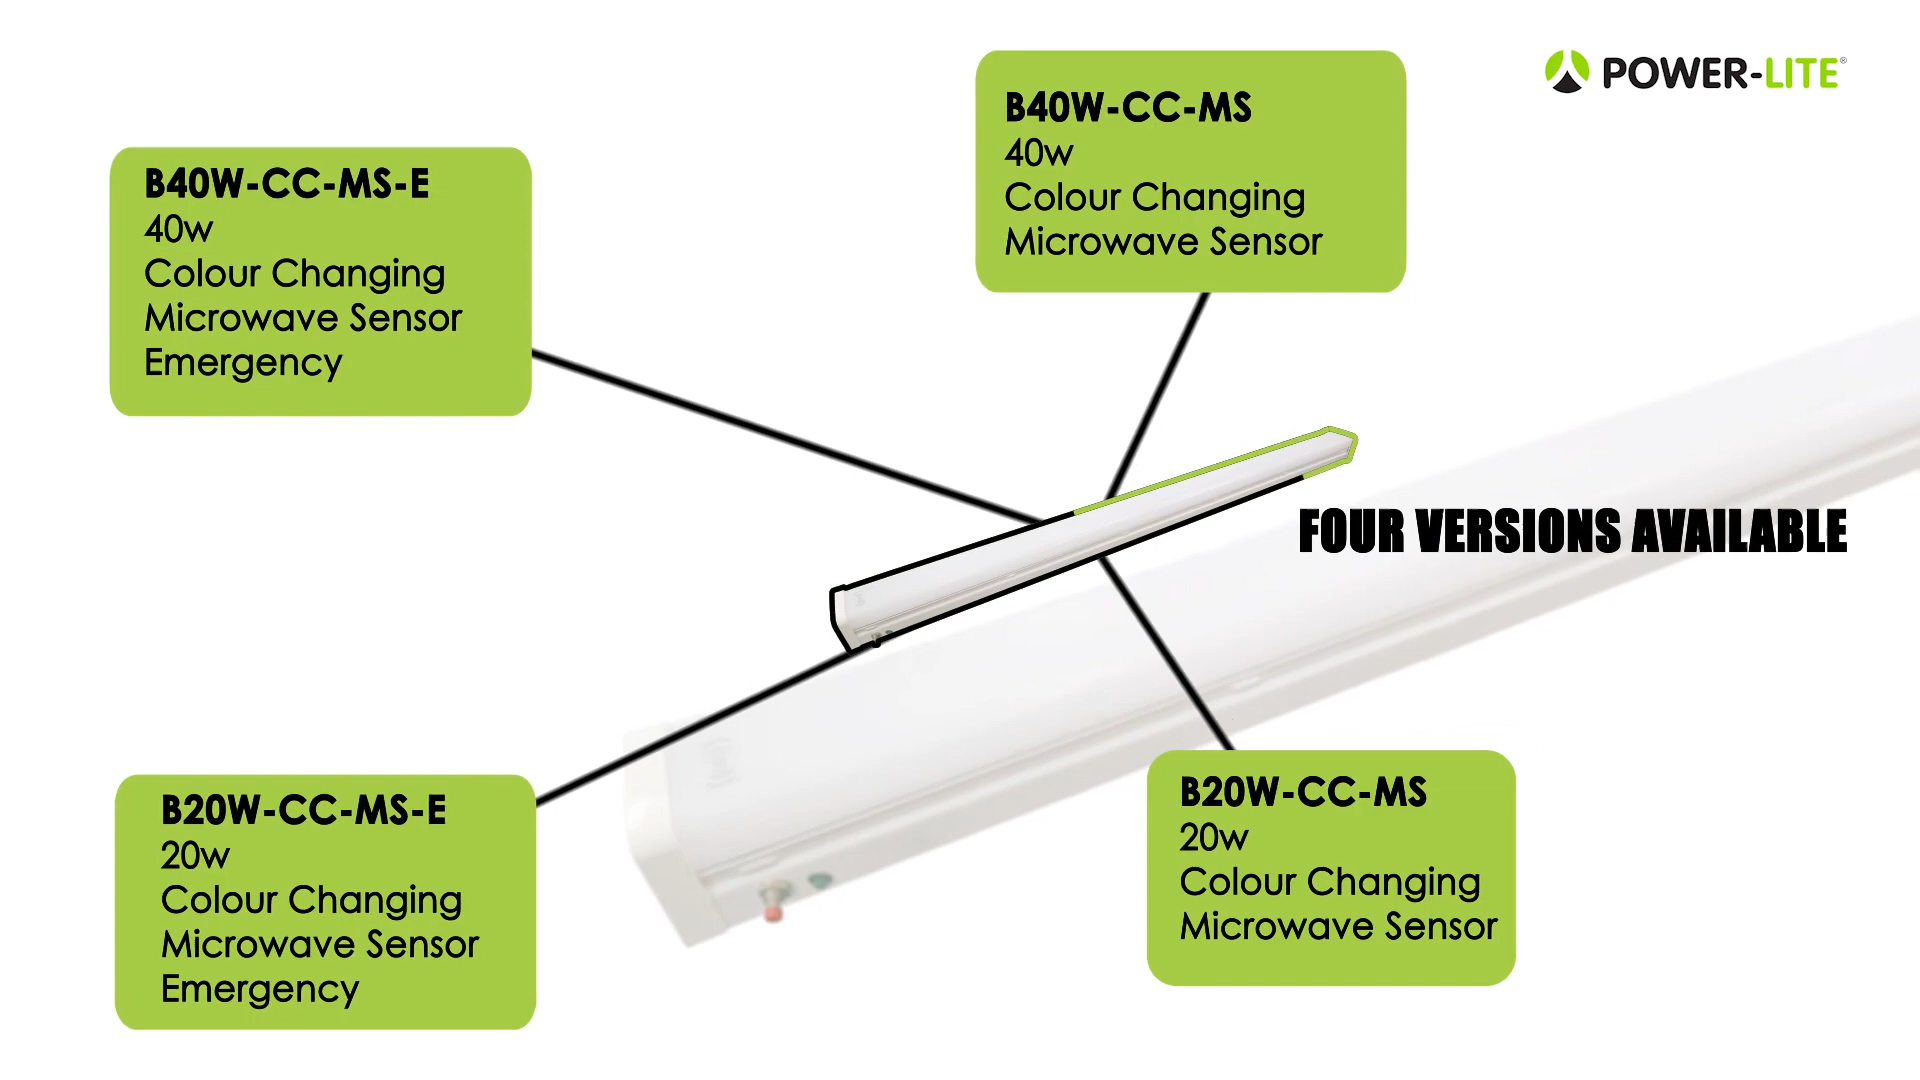 POWER-LITE®
B40W-CC-MS-E
40w
Colour Changing
Microwave Sensor
Emergency
B40W-CC-MS
40w
Colour Changing
Microwave Sensor
FOUR VERSIONS AVAILABLE
B20W-CC-MS-E
20w
Colour Changing
Microwave Sensor
Emergency
B20W-CC-MS
20w
Colour Changing
Microwave Sensor